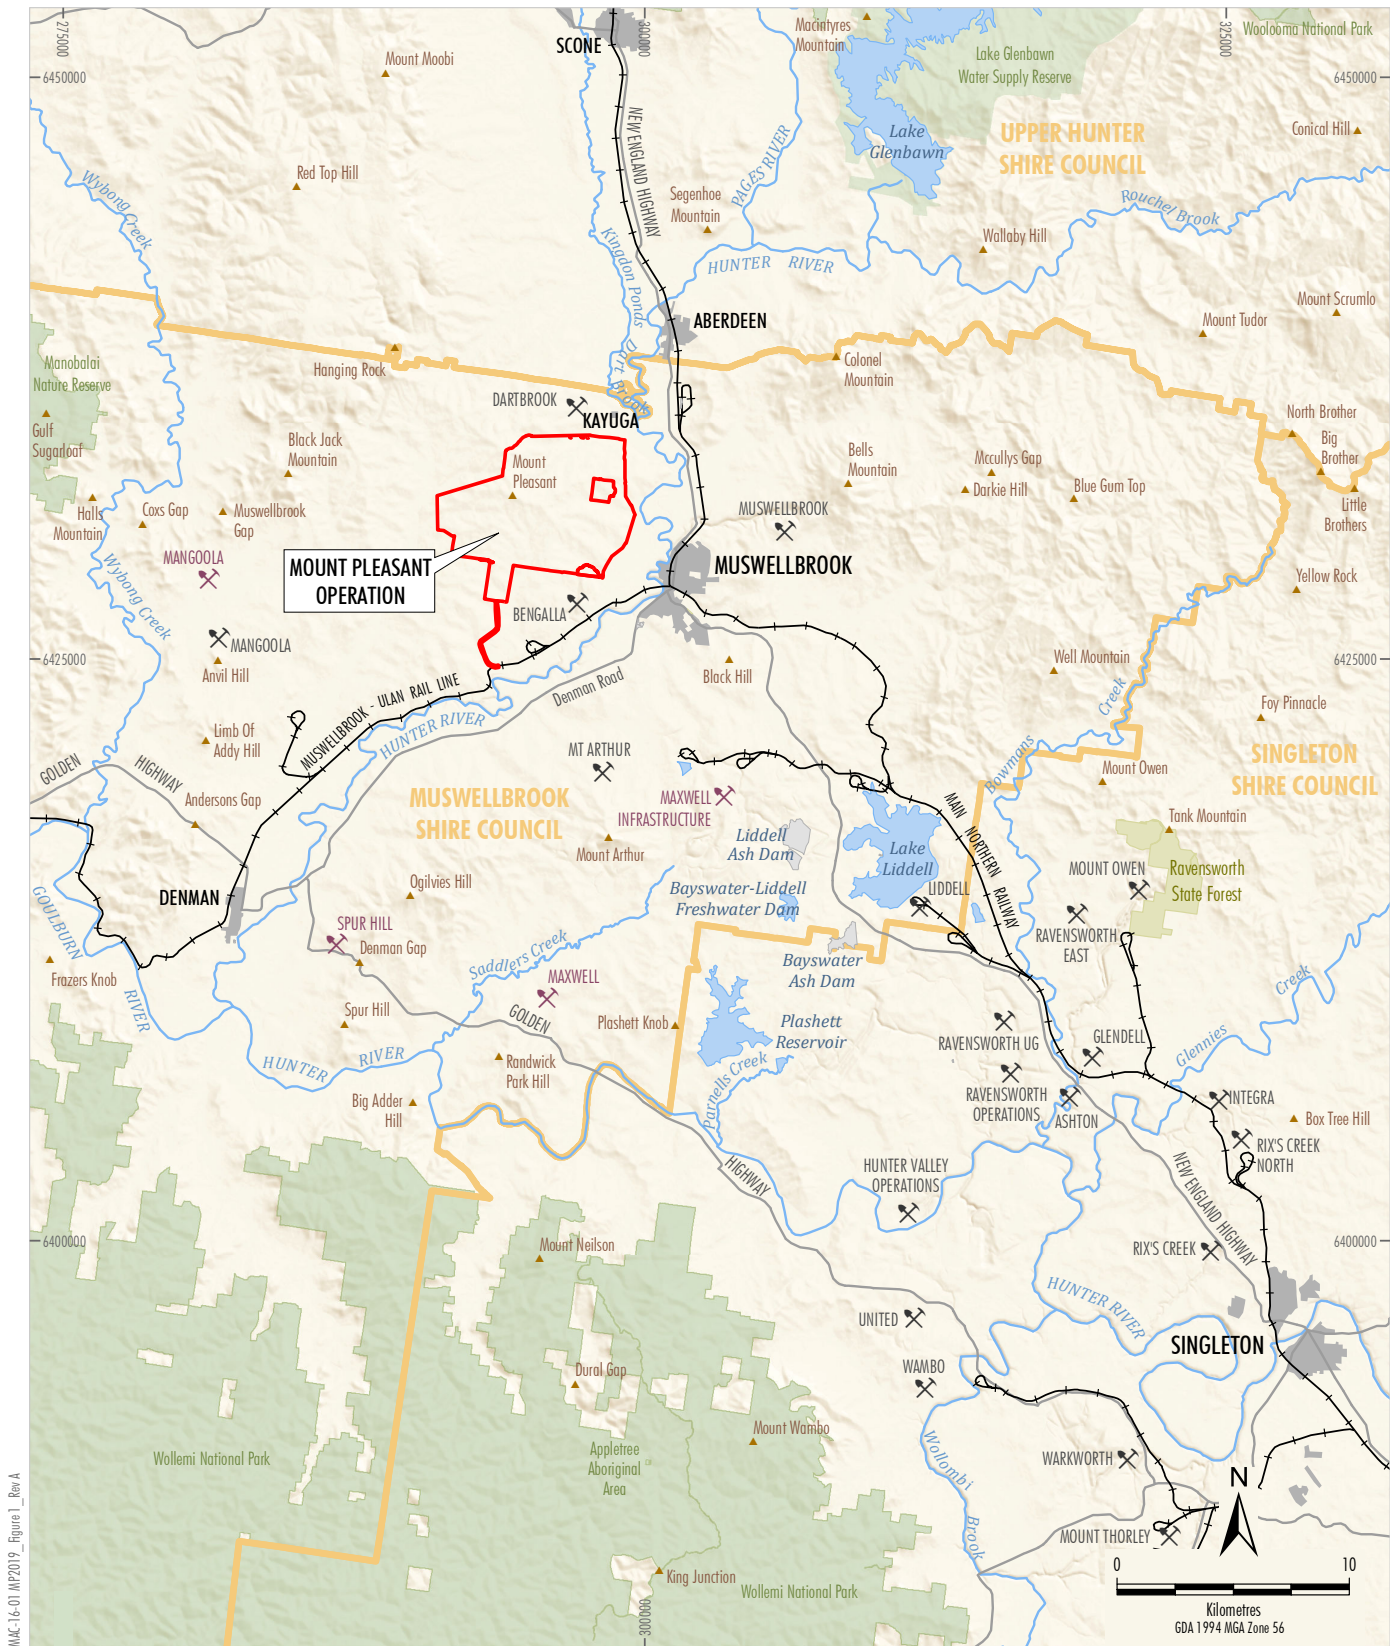 275000
300000
325000
Woolooma National Park
SCONE
Macintyres
Mountain
Mount Moobi
Lake Glenbawn
Water Supply Reserve
6450000
6450000
NEW ENGLAND HIGHWAY
Lake
Glenbawn
UPPER HUNTER
SHIRE COUNCIL
Conical Hill
Wybong Creek
Red Top Hill
PAGES RIVER
Segenhoe
Mountain
Rouchel Brook
Wallaby Hill
Kingdon Ponds
HUNTER RIVER
Mount Scrumlo
ABERDEEN
Mount Tudor
Manobalai
Nature Reserve
Hanging Rock
Dart Brook
Colonel
Mountain
DARTBROOK
KAYUGA
Gulf
Sugarloaf
Black Jack
Mountain
Mount
Pleasant
Bells
Mountain
Mccullys Gap
Darkie Hill
Blue Gum Top
North Brother
Big
Brother
Little
Brothers
Halls
Mountain
Coxs Gap
Muswellbrook
Gap
MUSWELLBROOK
MANGOOLA
MOUNT PLEASANT
OPERATION
MUSWELLBROOK
Yellow Rock
Wybong Creek
BENGALLA
MANGOOLA
Anvil Hill
6425000
Black Hill
Well Mountain
Creek
Foy Pinnacle
MUSWELLBROOK - ULAN RAIL LINE
Denman Road
HUNTER RIVER
Limb Of
Addy Hill
GOLDEN
HIGHWAY
MT ARTHUR
Bowmans
SINGLETON
SHIRE COUNCIL
Mount Owen
Andersons Gap
MUSWELLBROOK
SHIRE COUNCIL
MAXWELL
INFRASTRUCTURE
MAIN NORTHERN RAILWAY
Tank Mountain
Mount Arthur
Liddell
Ash Dam
Lake
Liddell
MOUNT OWEN
Ravensworth
State Forest
Ogilvies Hill
Bayswater-Liddell
Freshwater Dam
LIDDELL
DENMAN
GOULBURN
RIVER
SPUR HILL
Denman Gap
RAVENSWORTH
EAST
Saddlers Creek
Bayswater
Ash Dam
Frazers Knob
MAXWELL
Creek
Spur Hill
GOLDEN
Plashett Knob
Plashett
Reservoir
RAVENSWORTH UG
GLENDELL
Glennies
HUNTER RIVER
Randwick
Park Hill
Parnells Creek
Big Adder
Hill
RAVENSWORTH
OPERATIONS
ASHTON
INTEGRA
Box Tree Hill
RIX'S CREEK
NORTH
HIGHWAY
HUNTER VALLEY
OPERATIONS
NEW ENGLAND HIGHWAY
6400000
6400000
Mount Neilson
RIX'S CREEK
HUNTER RIVER
UNITED
SINGLETON
WAMBO
Dural Gap
Mount Wambo
Wollemi National Park
Appletree
Aboriginal
Area
Wollombi
Brook
WARKWORTH
N
MOUNT THORLEY
King Junction
Wollemi National Park
300000
0
10
Kilometres
GDA 1994 MGA Zone 56
MAC-16-01 MP2019_Figure1_Rev A